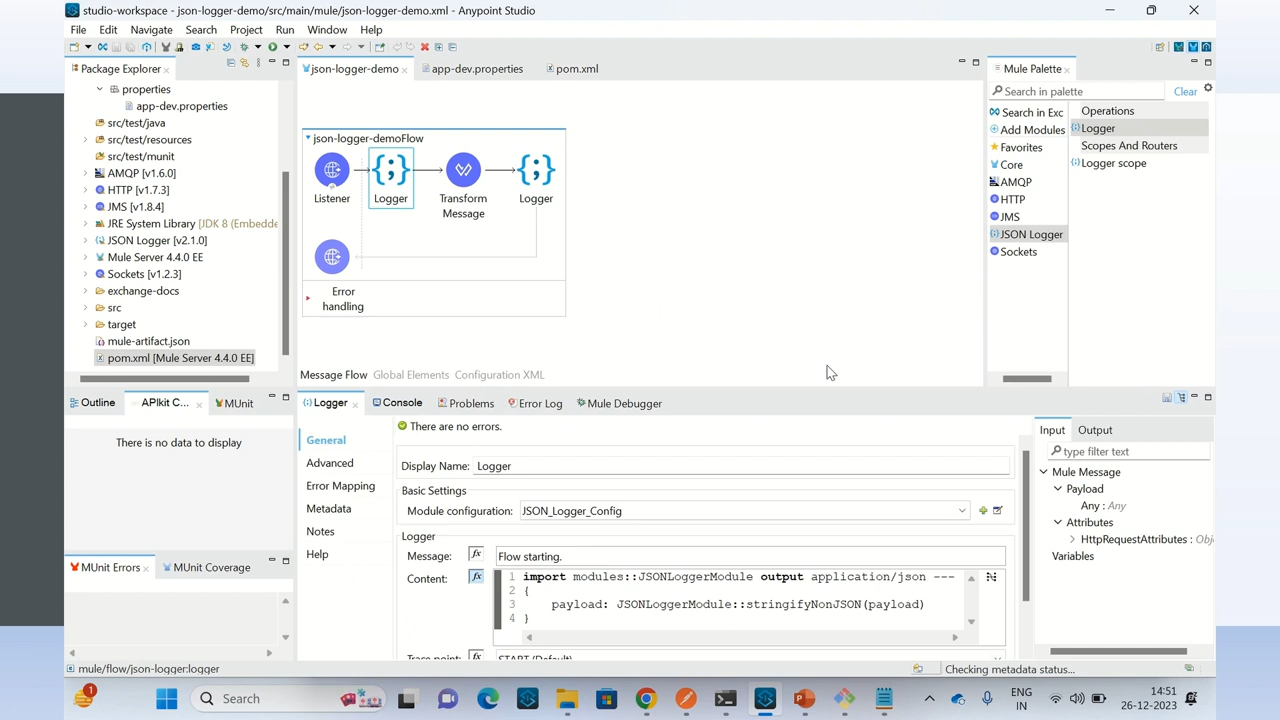 studio-workspace - json-logger-demo/src/main/mule/json-logger-demo.xml - Anypoint Studio
File Edit Navigate Search Project Run Window Help
Package Explorer
json-logger-demo
app-dev.properties
pom.xml
Mule Palette
properties
app-dev.properties
src/test/java
src/test/resources
src/test/munit
AMQP [v1.6.0]
HTTP [v1.7.3]
JMS [v1.8.4]
JRE System Library [JDK 8 (Embedde
JSON Logger [v2.1.0]
Mule Server 4.4.0 EE
Sockets [v1.2.3]
exchange-docs
src
target
mule-artifact.json
pom.xml [Mule Server 4.4.0 EE]
json-logger-demoFlow
Listener
Logger
Transform
Message
Logger
Error
handling
Message Flow Global Elements Configuration XML
Search in palette
Clear
Search in Exc
Add Modules
Favorites
Core
AMQP
HTTP
JMS
JSON Logger
Sockets
Operations
Logger
Scopes And Routers
Logger scope
Outline
APIkit C...
MUnit
There is no data to display
MUnit Errors
MUnit Coverage
Logger
Console
Problems
Error Log
Mule Debugger
There are no errors.
General
Advanced
Error Mapping
Metadata
Notes
Help
Display Name: Logger
Basic Settings
Module configuration: JSON_Logger_Config
Logger
Message: fx Flow starting.
Content: fx
1 import modules::JSONLoggerModule output application/json ---
2 {
3 payload: JSONLoggerModule::stringifyNonJSON(payload)
4 }
Trace point: fx START (Default)
Input Output
type filter text
Mule Message
Payload
Any : Any
Attributes
HttpRequestAttributes : Obj
Variables
mule/flow/json-logger:logger
Checking metadata status...
1
Search
ENG
IN
14:51
26-12-2023